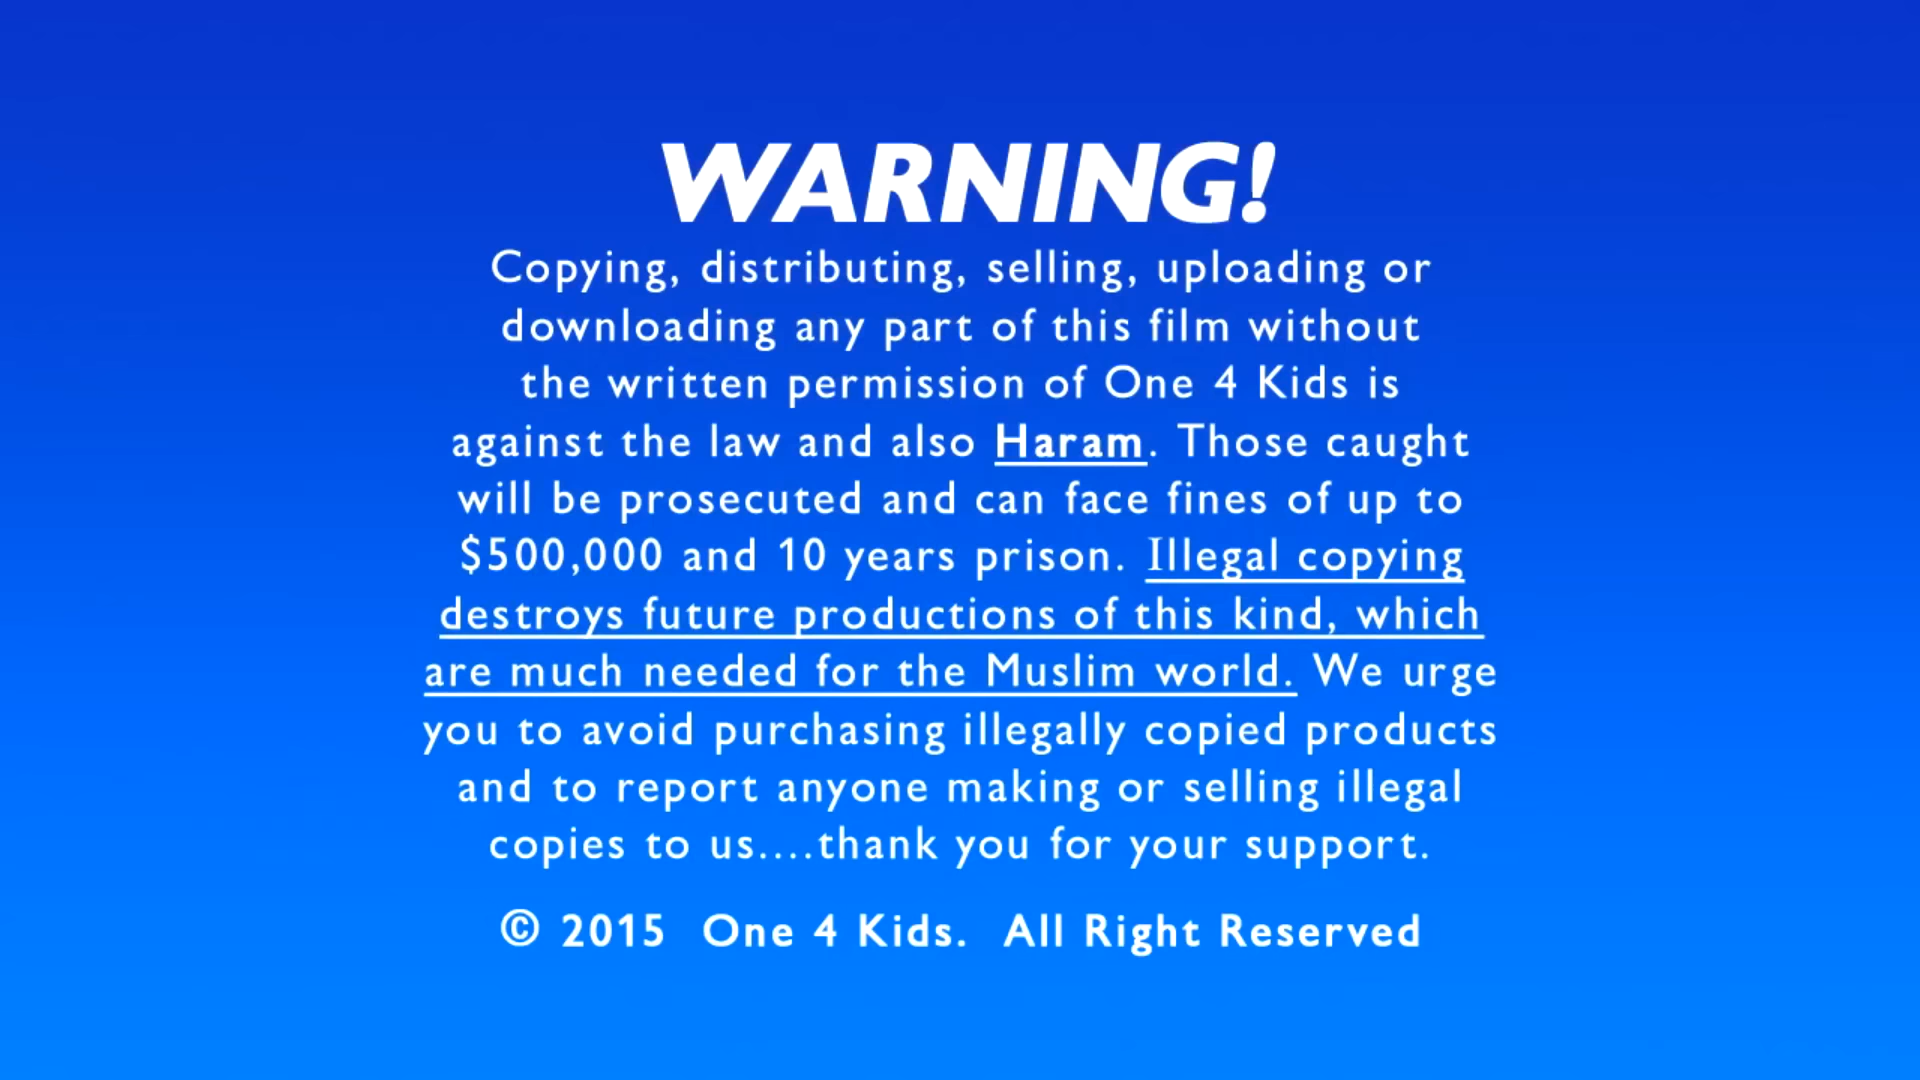 WARNING!
Copying, distributing, selling, uploading or
downloading any part of this film without
the written permission of One 4 Kids is
against the law and also Haram. Those caught
will be prosecuted and can face fines of up to
$500,000 and 10 years prison. Illegal copying
destroys future productions of this kind, which
are much needed for the Muslim world. We urge
you to avoid purchasing illegally copied products
and to report anyone making or selling illegal
copies to us....thank you for your support.
© 2015 One 4 Kids. All Right Reserved